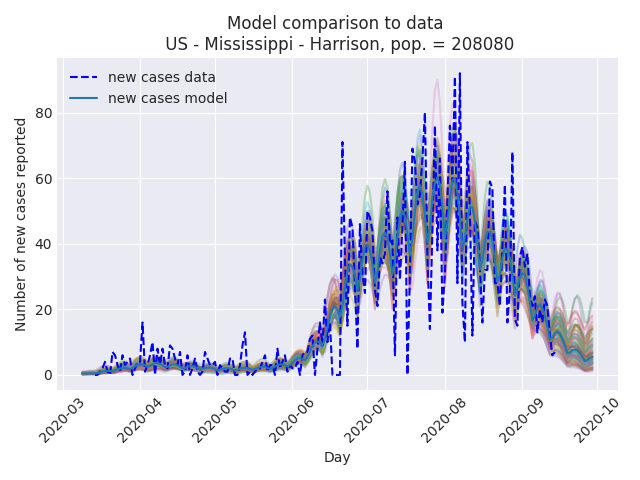 Model comparison to data
US - Mississippi - Harrison, pop. = 208080
new cases data
new cases model
Number of new cases reported
80
60
40
20
0
2020-03
2020-04
2020-05
2020-06
2020-07
2020-08
2020-09
2020-10
Day